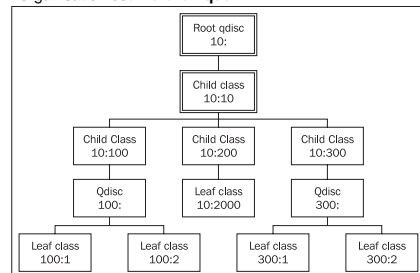 Root qdisc
10:
Child class
10:10
Child Class
10:100
Child Class
10:200
Child Class
10:300
Qdisc
100:
Leaf class
10:2000
Qdisc
300:
Leaf class
100:1
Leaf class
100:2
Leaf class
300:1
Leaf class
300:2